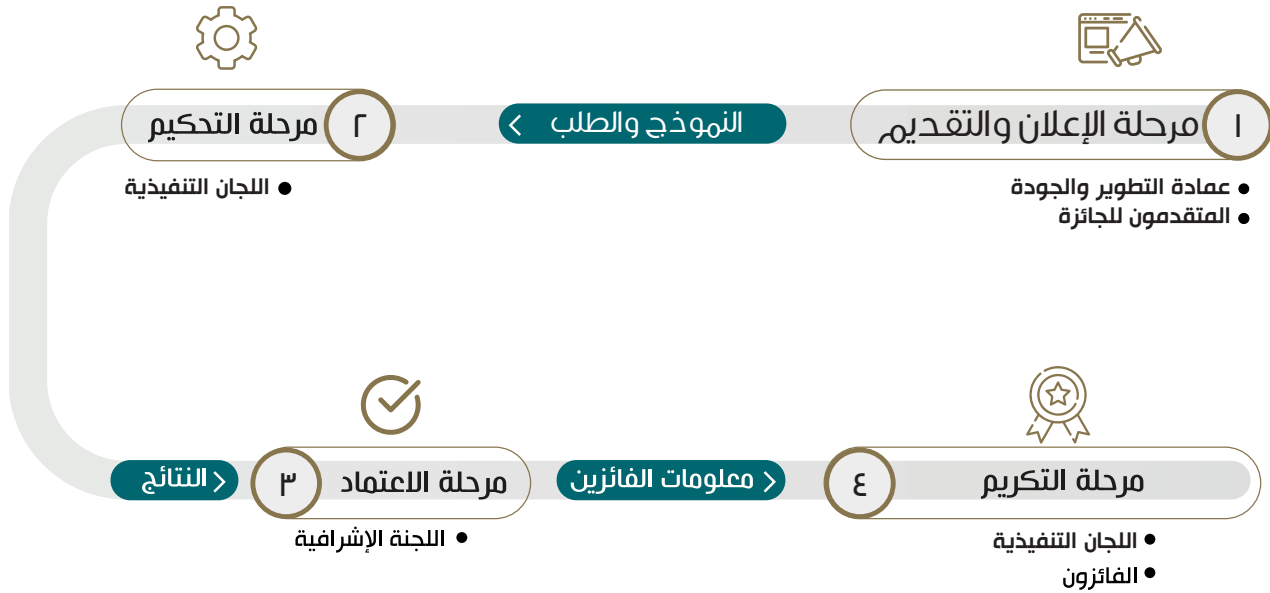 ١ مرحلة الإعلان والتقديم
عمادة التطوير والجودة
المتقدمون للجائزة
النموذج والطلب
٢ مرحلة التحكيم
اللجان التنفيذية
النتائج
٣ مرحلة الاعتماد
اللجنة الإشرافية
معلومات الفائزين
٤ مرحلة التكريم
اللجان التنفيذية
الفائزون